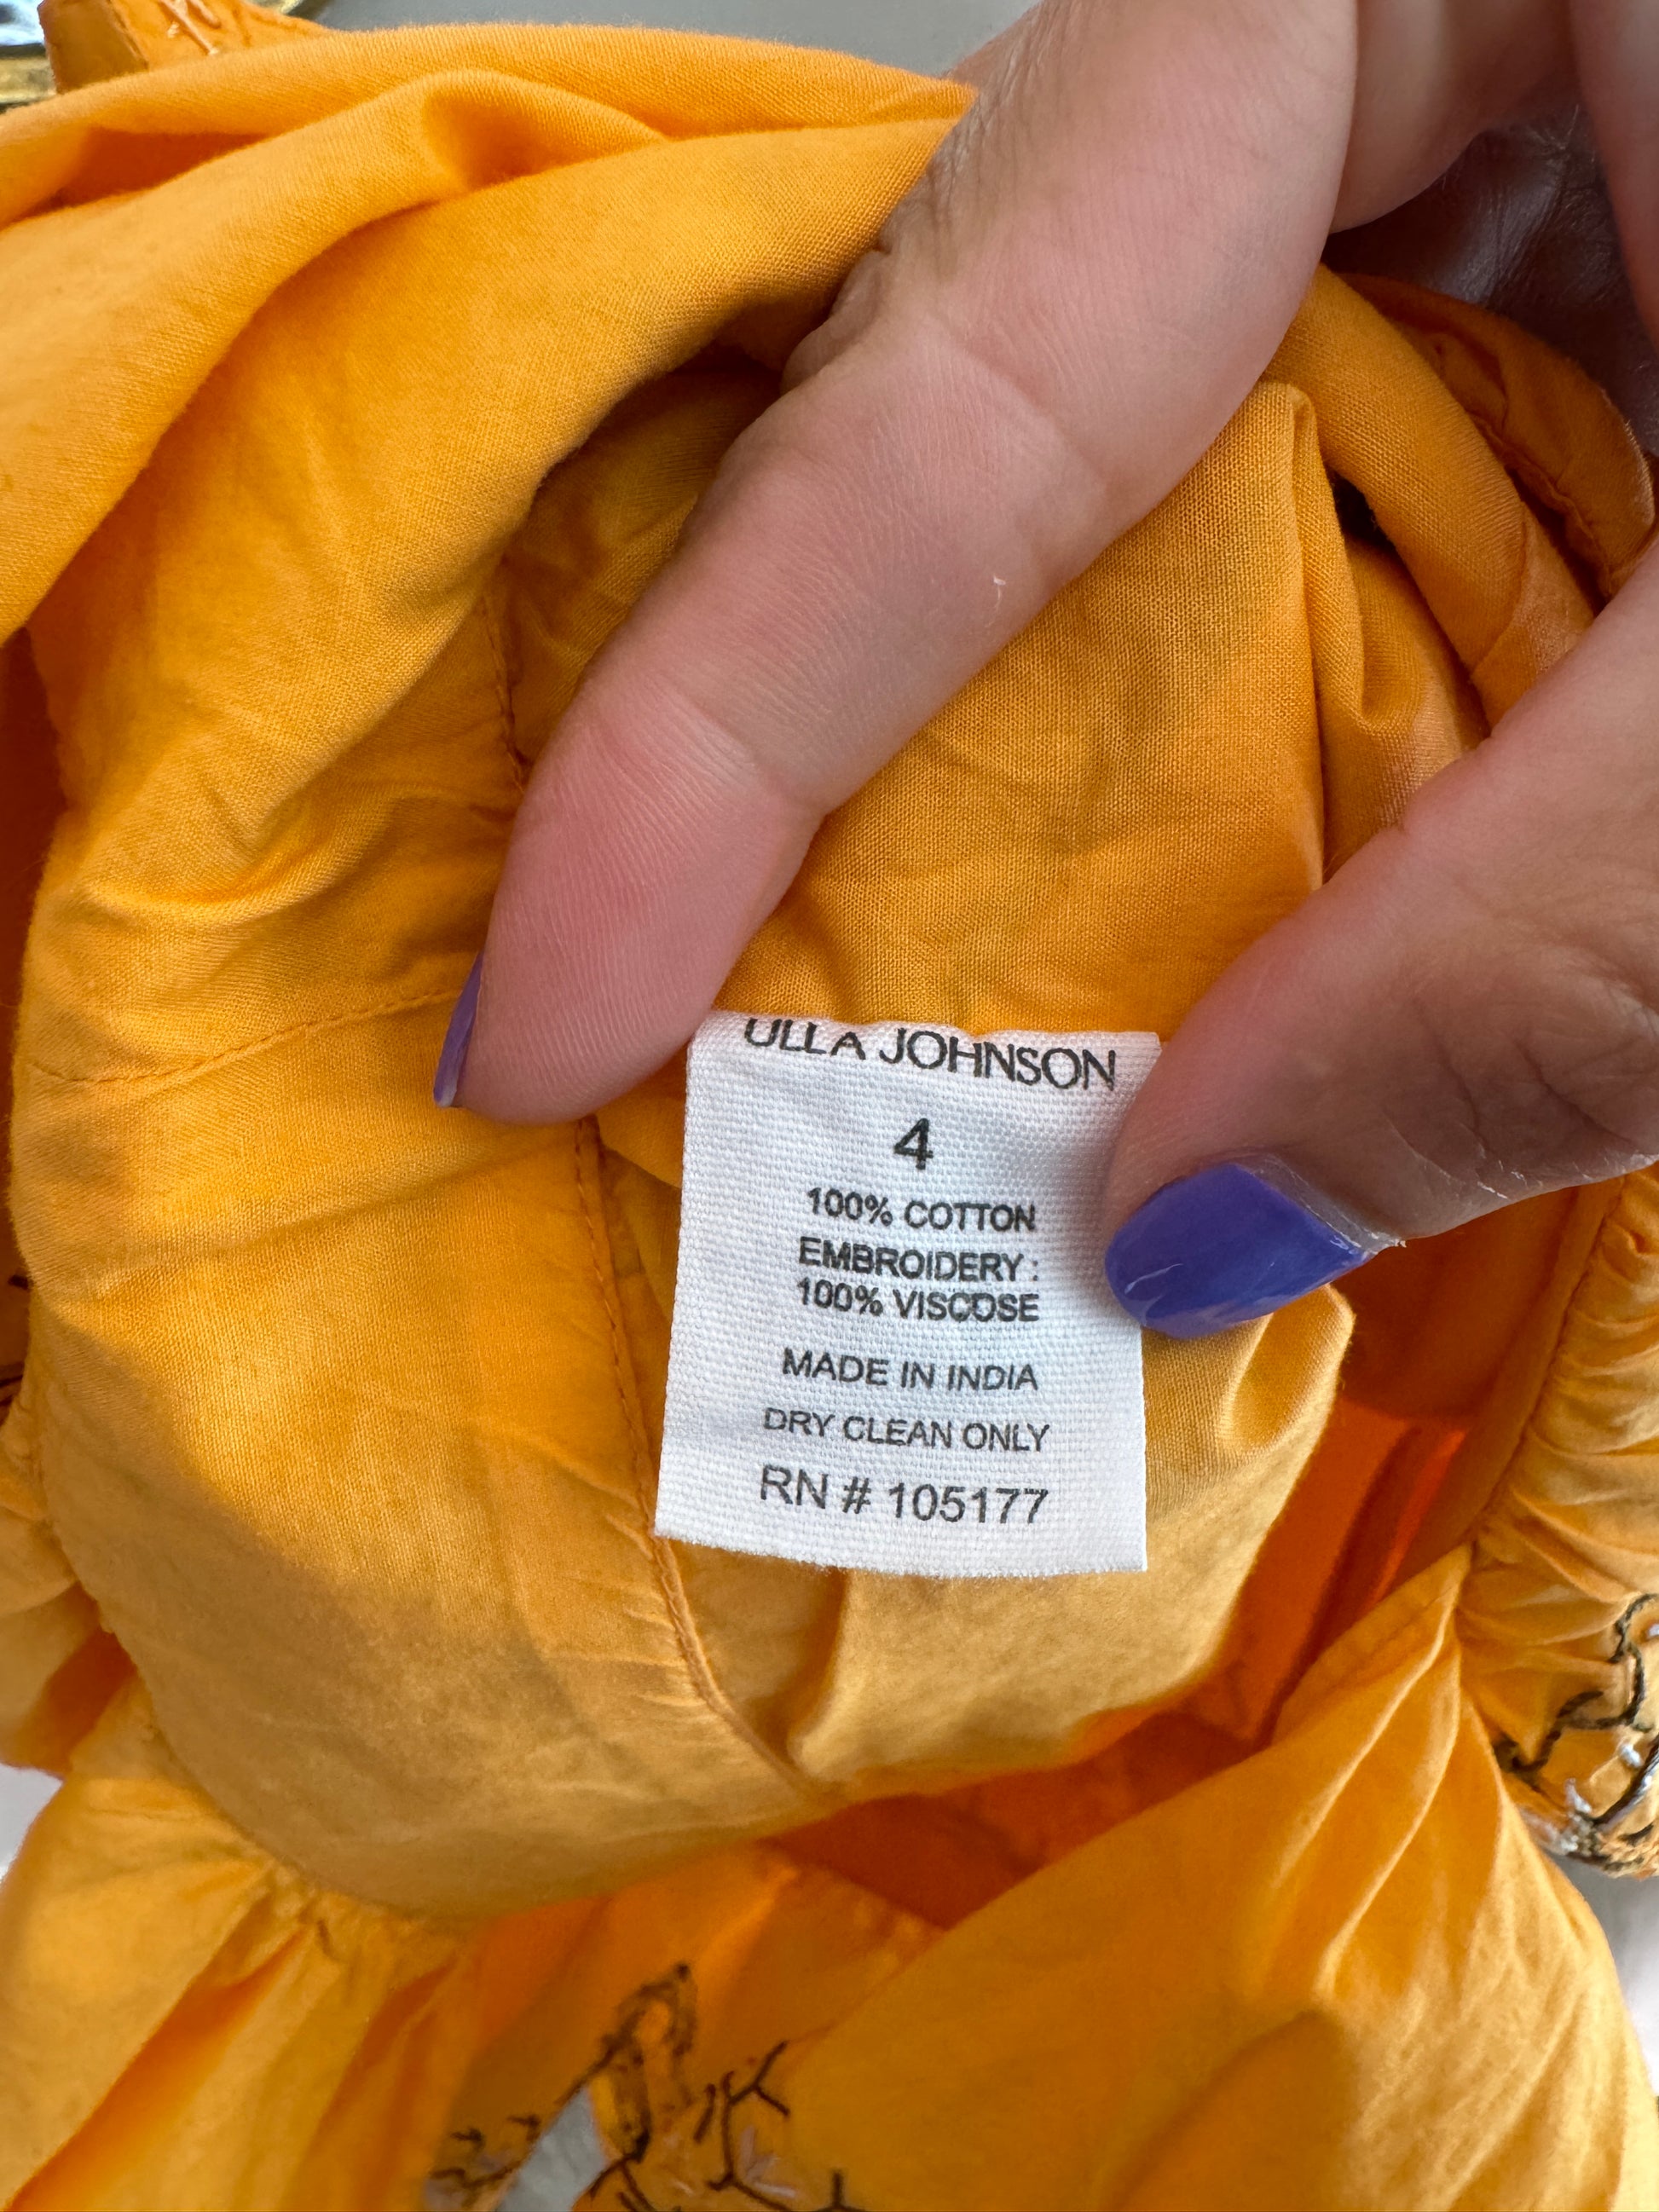 ULLA JOHNSON
4
100% COTTON
EMBROIDERY :
100% VISCOSE
MADE IN INDIA
DRY CLEAN ONLY
RN # 105177